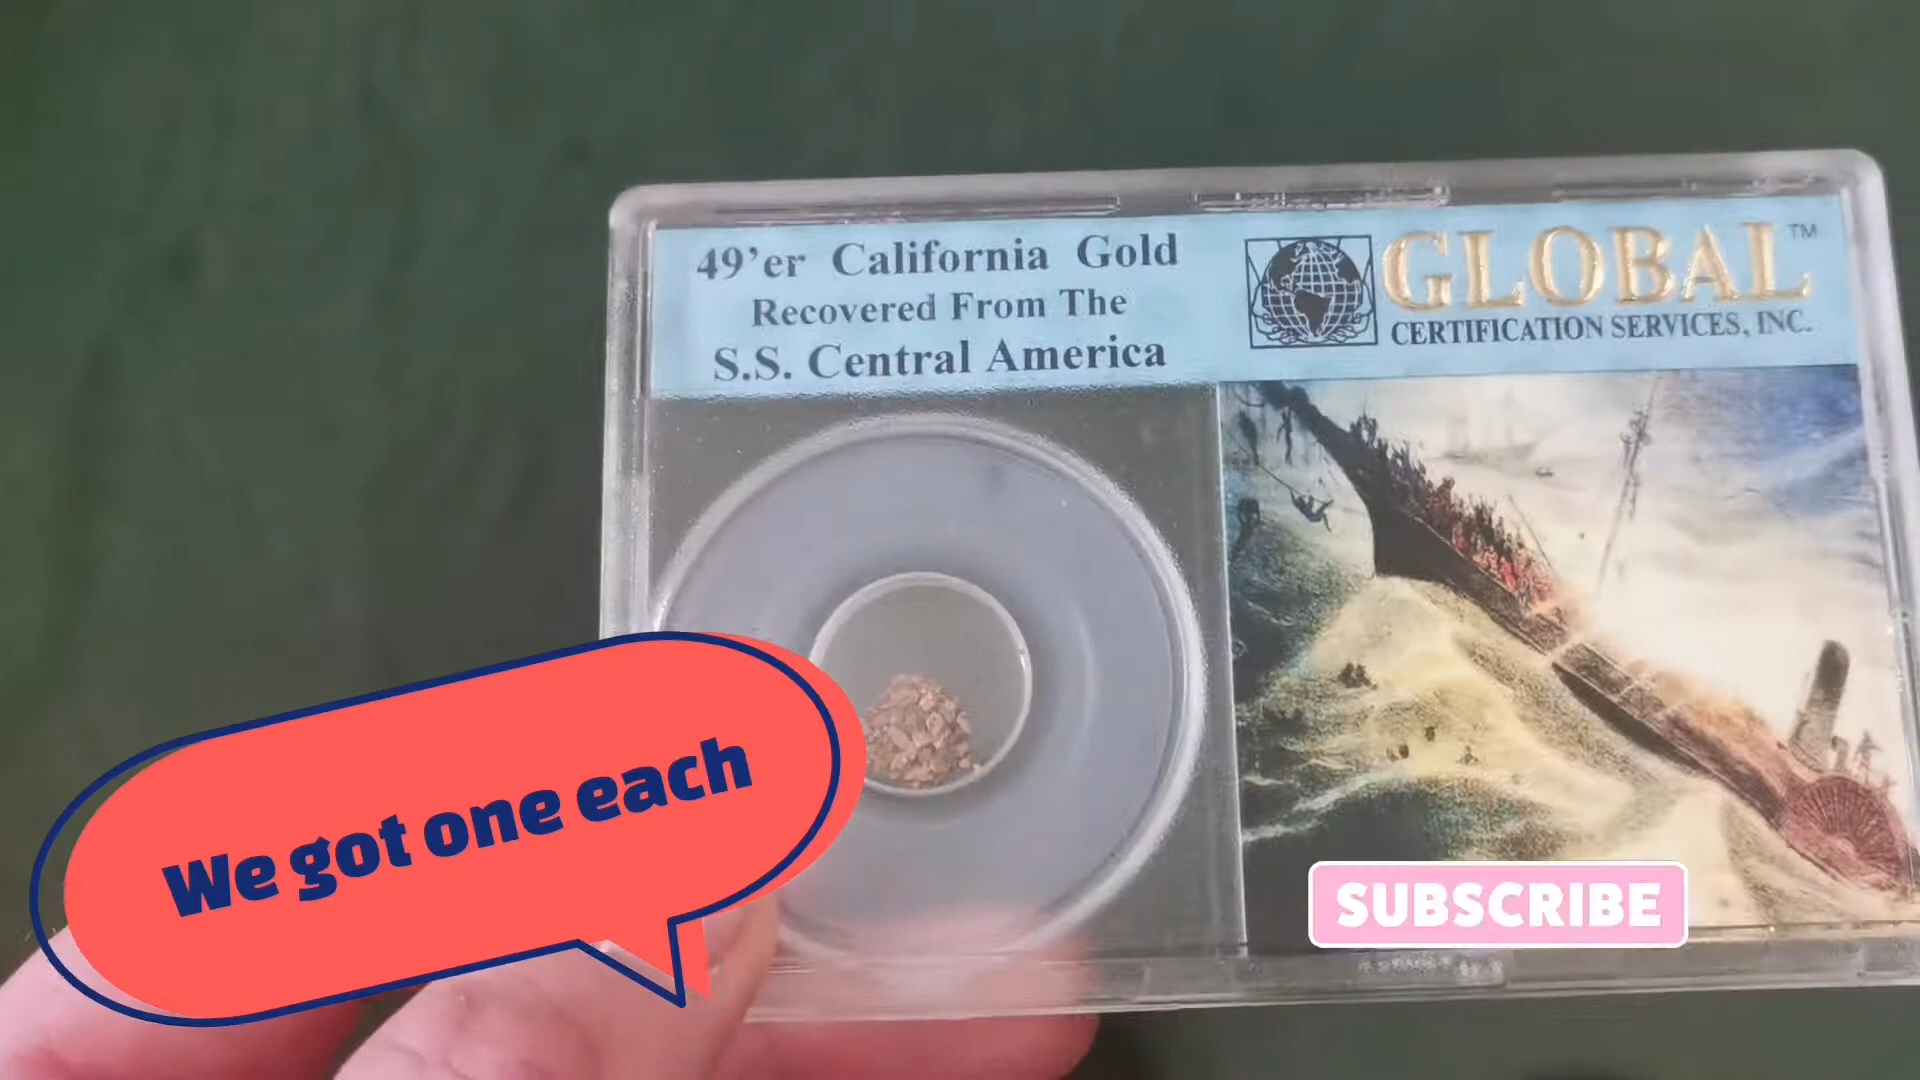 49’er California Gold
Recovered From The
S.S. Central America
GLOBAL™
CERTIFICATION SERVICES, INC.
We got one each
SUBSCRIBE